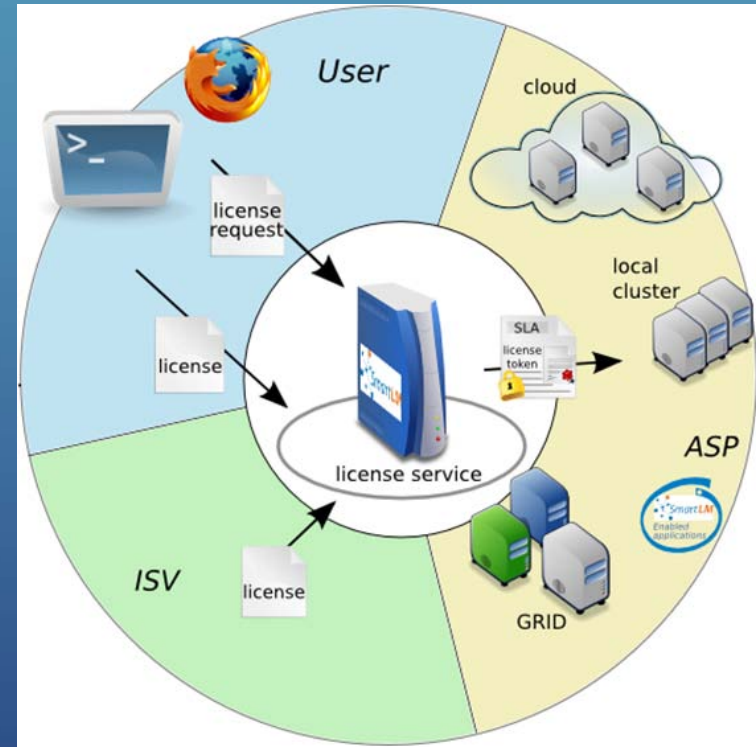 User
cloud
>_
license
request
local
cluster
SLA
license
token
license
SmartLM
ASP
license service
SmartLM
Enabled
applications
ISV
license
GRID